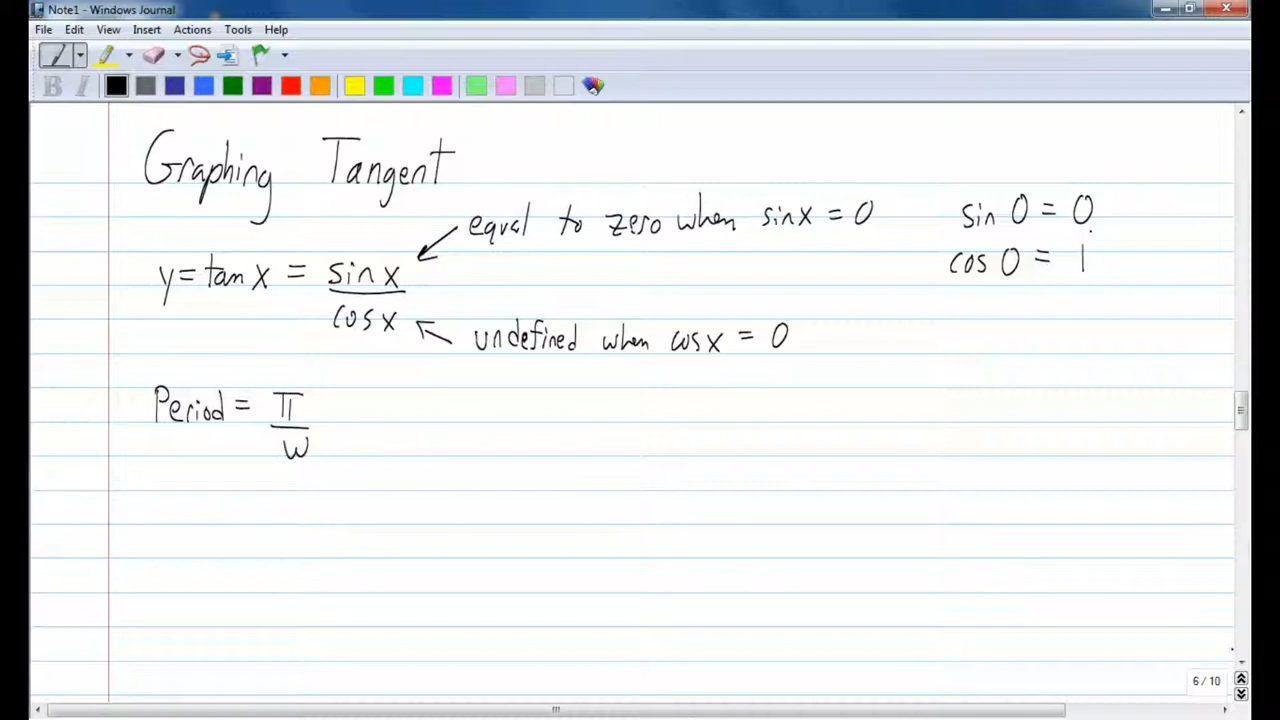 Note1 - Windows Journal
File Edit View Insert Actions Tools Help
B I
Graphing Tangent
equal to zero when sin x = 0
sin 0 = 0
y = tan x = sin x / cos x
cos 0 = 1
undefined when cos x = 0
Period = π / w
6 / 10